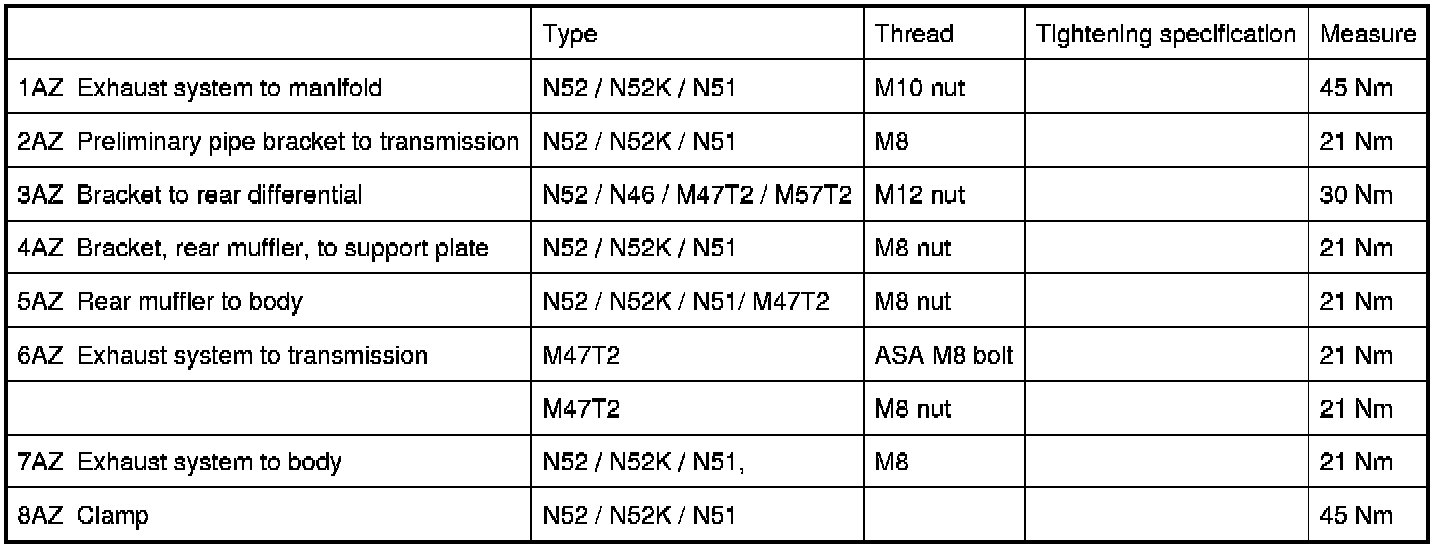 Type Thread Tightening specification Measure
1AZ Exhaust system to manifold N52 / N52K / N51 M10 nut 45 Nm
2AZ Preliminary pipe bracket to transmission N52 / N52K / N51 M8 21 Nm
3AZ Bracket to rear differential N52 / N46 / M47T2 / M57T2 M12 nut 30 Nm
4AZ Bracket, rear muffler, to support plate N52 / N52K / N51 M8 nut 21 Nm
5AZ Rear muffler to body N52 / N52K / N51/ M47T2 M8 nut 21 Nm
6AZ Exhaust system to transmission M47T2 ASA M8 bolt 21 Nm
M47T2 M8 nut 21 Nm
7AZ Exhaust system to body N52 / N52K / N51, M8 21 Nm
8AZ Clamp N52 / N52K / N51 45 Nm